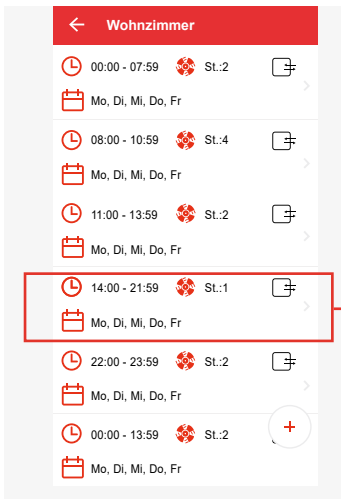 Wohnzimmer
00:00 - 07:59 St.:2
Mo, Di, Mi, Do, Fr
08:00 - 10:59 St.:4
Mo, Di, Mi, Do, Fr
11:00 - 13:59 St.:2
Mo, Di, Mi, Do, Fr
14:00 - 21:59 St.:1
Mo, Di, Mi, Do, Fr
22:00 - 23:59 St.:2
Mo, Di, Mi, Do, Fr
00:00 - 13:59 St.:2
Mo, Di, Mi, Do, Fr